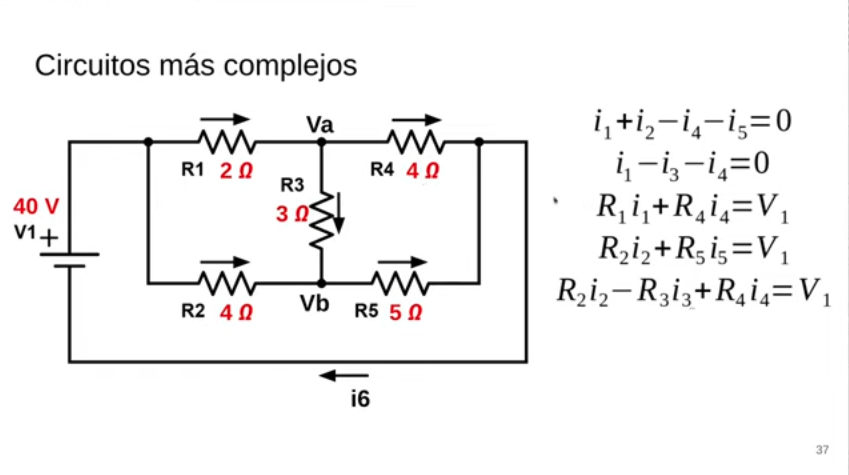 Circuitos más complejos
Va
R1 2 Ω
R4 4 Ω
R3
3 Ω
40 V
V1+
Vb
R2 4 Ω
R5 5 Ω
i6
i₁+i₂−i₄−i₅=0
i₁−i₃−i₄=0
R₁i₁+R₄i₄=V₁
R₂i₂+R₅i₅=V₁
R₂i₂−R₃i₃+R₄i₄=V₁
37